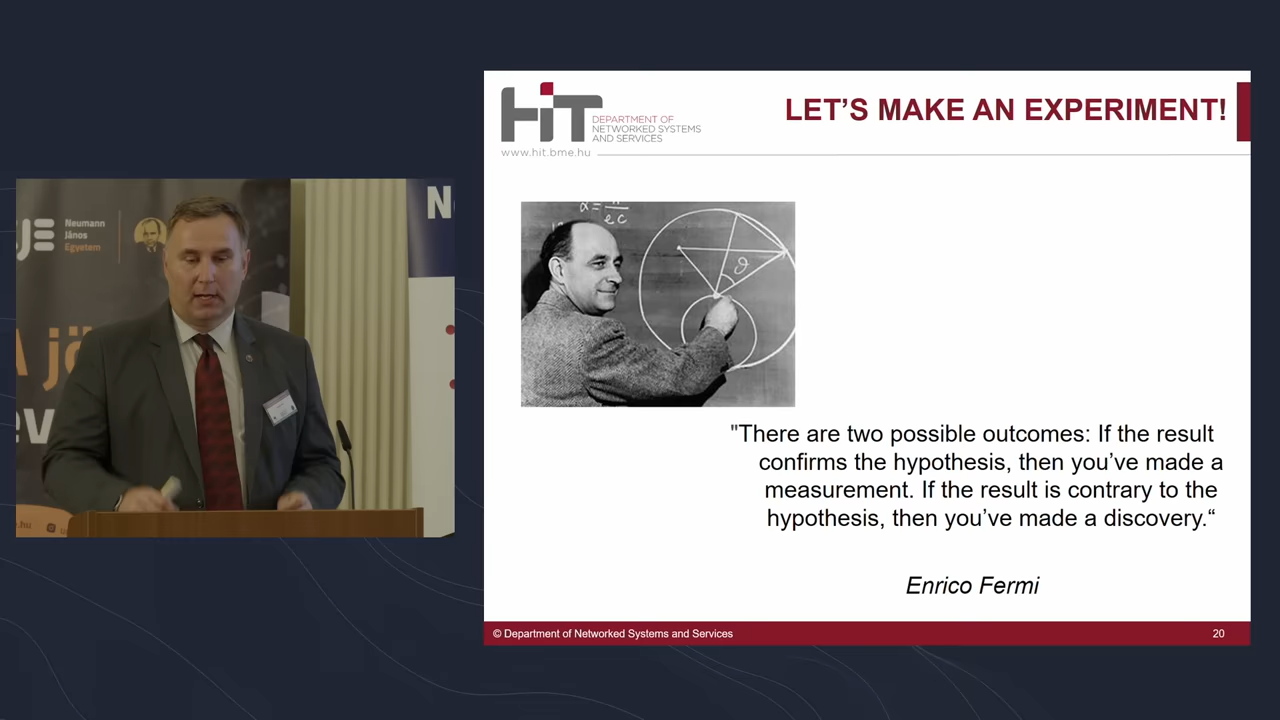 Neumann
János
Egyetem
HiT
DEPARTMENT OF
NETWORKED SYSTEMS
AND SERVICES
www.hit.bme.hu
LET'S MAKE AN EXPERIMENT!
ec
"There are two possible outcomes: If the result
confirms the hypothesis, then you've made a
measurement. If the result is contrary to the
hypothesis, then you've made a discovery.“
Enrico Fermi
© Department of Networked Systems and Services
20